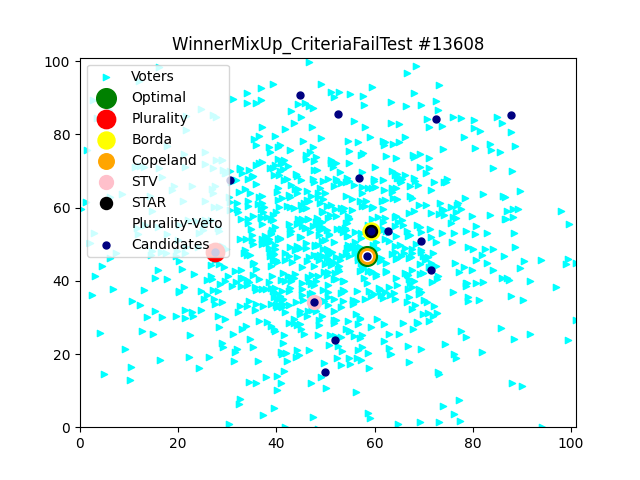 WinnerMixUp_CriteriaFailTest #13608
100
80
60
40
20
0
0 20 40 60 80 100
Voters
Optimal
Plurality
Borda
Copeland
STV
STAR
Plurality-Veto
Candidates